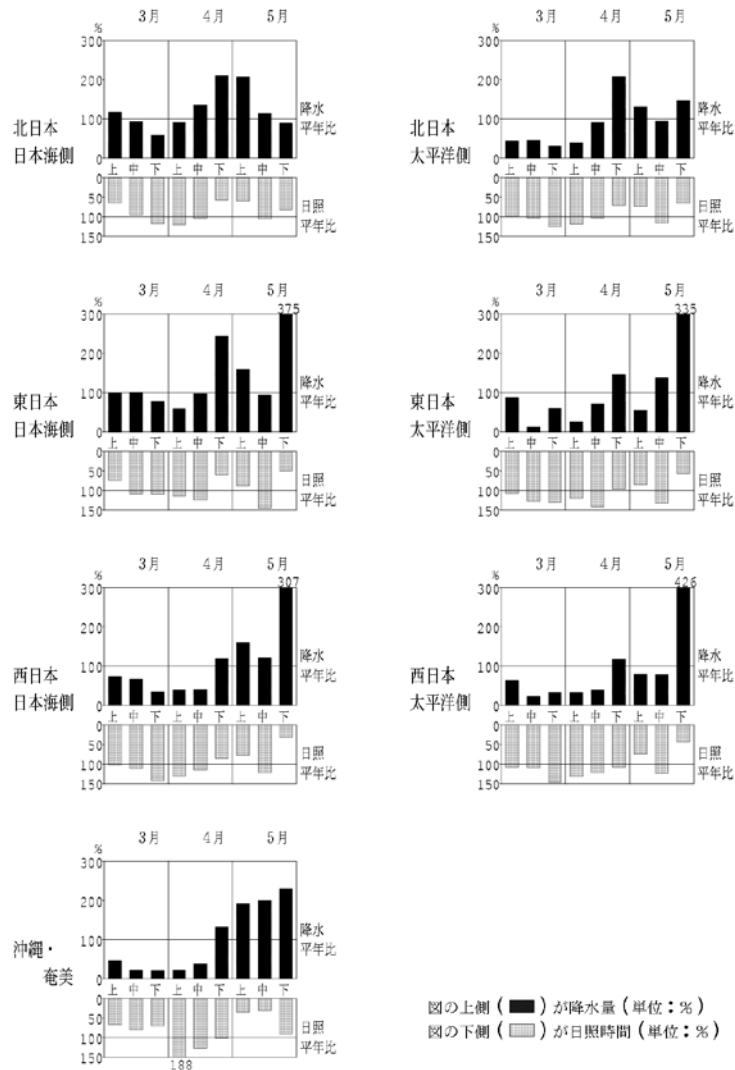 3月 4月 5月
%
300
200
100
0
降水
平年比
北日本
日本海側
上 中 下 上 中 下 上 中 下
0
50
100
150
日照
平年比
3月 4月 5月
%
300
200
100
0
降水
平年比
北日本
太平洋側
上 中 下 上 中 下 上 中 下
0
50
100
150
日照
平年比
3月 4月 5月
375
%
300
200
100
0
降水
平年比
東日本
日本海側
上 中 下 上 中 下 上 中 下
0
50
100
150
日照
平年比
3月 4月 5月
335
%
300
200
100
0
降水
平年比
東日本
太平洋側
上 中 下 上 中 下 上 中 下
0
50
100
150
日照
平年比
3月 4月 5月
307
%
300
200
100
0
降水
平年比
西日本
日本海側
上 中 下 上 中 下 上 中 下
0
50
100
150
日照
平年比
3月 4月 5月
426
%
300
200
100
0
降水
平年比
西日本
太平洋側
上 中 下 上 中 下 上 中 下
0
50
100
150
日照
平年比
3月 4月 5月
%
300
200
100
0
降水
平年比
沖縄・
奄美
上 中 下 上 中 下 上 中 下
0
50
100
150
188
日照
平年比
図の上側(■)が降水量(単位:%)
図の下側( )が日照時間(単位:%)